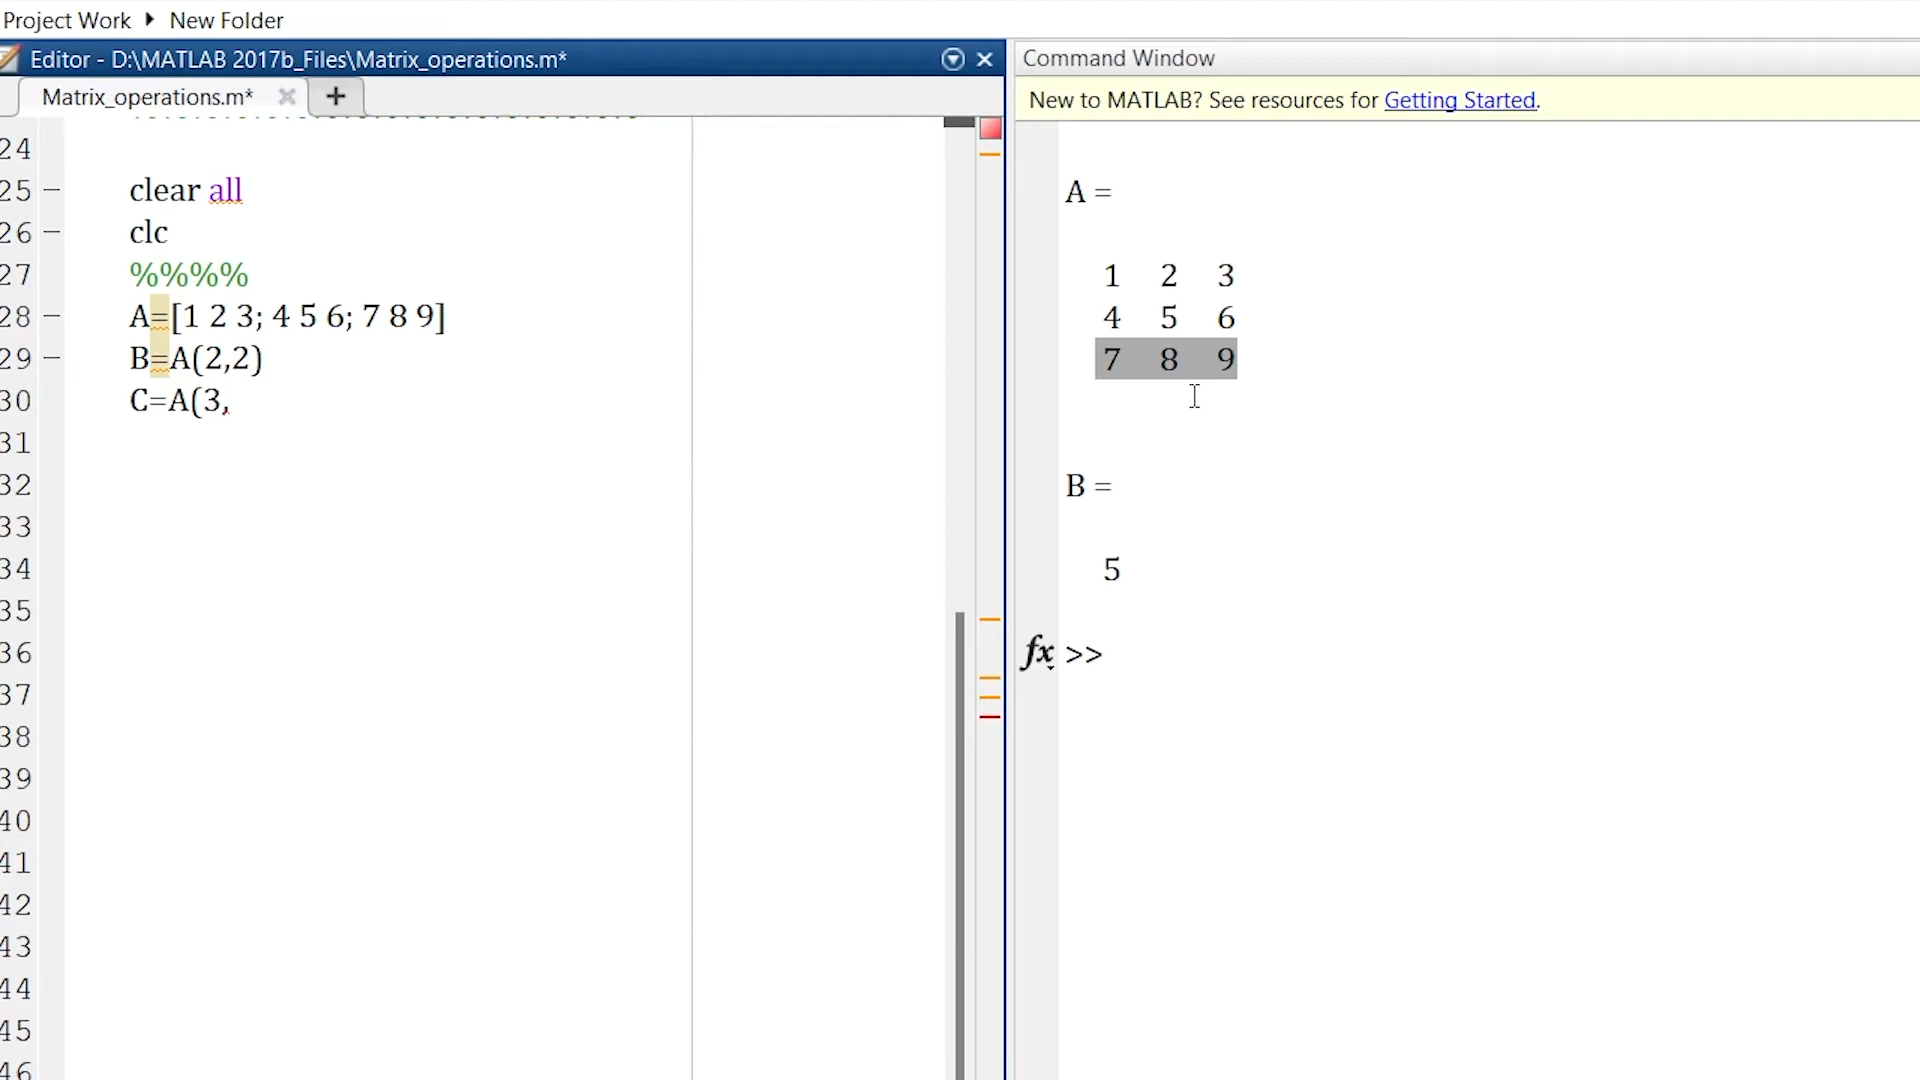 Project Work ▸ New Folder
Editor - D:\MATLAB 2017b_Files\Matrix_operations.m*
Matrix_operations.m*
24
25 – clear all
26 – clc
27 %%%%
28 – A=[1 2 3; 4 5 6; 7 8 9]
29 – B=A(2,2)
30 C=A(3,
31
32
33
34
35
36
37
38
39
40
41
42
43
44
45
46
Command Window
New to MATLAB? See resources for Getting Started.
A =
1 2 3
4 5 6
7 8 9
B =
5
fx >>